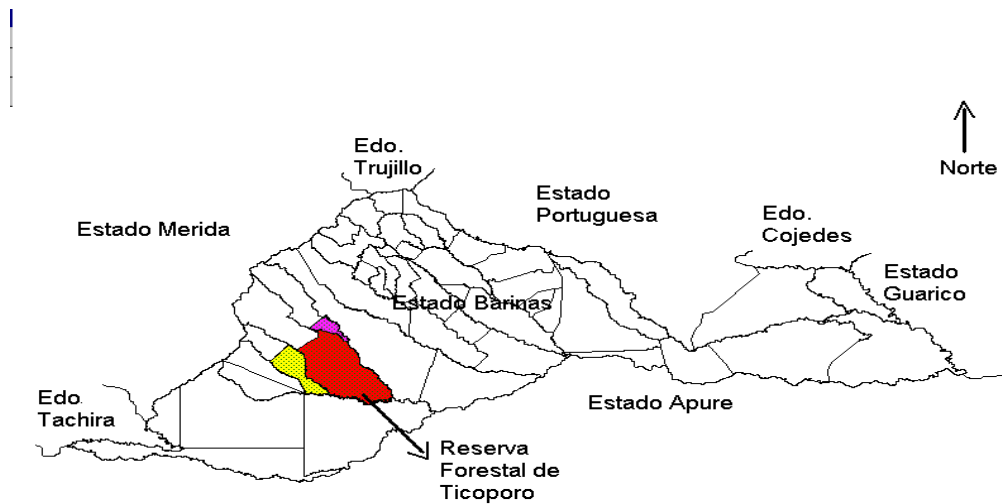 Edo.
Trujillo
Norte
Estado
Portuguesa
Estado Merida
Edo.
Cojedes
Estado
Guarico
Estado Barinas
Edo
Tachira
Estado Apure
Reserva
Forestal de
Ticoporo